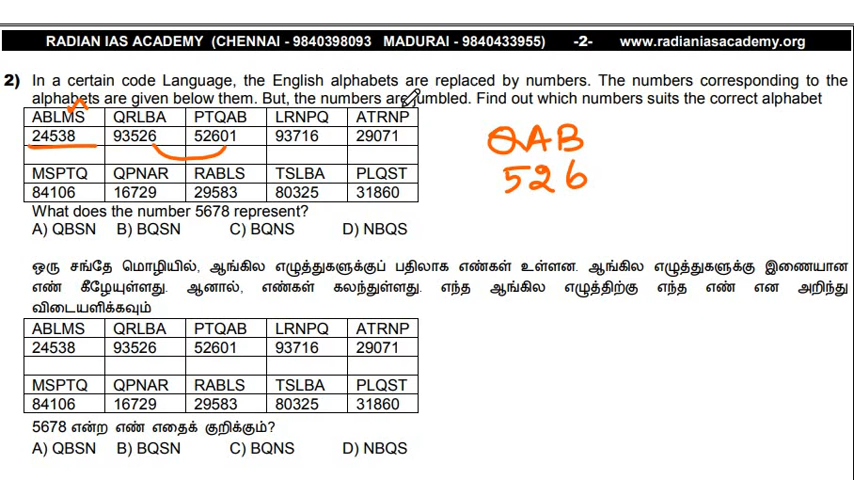 RADIAN IAS ACADEMY (CHENNAI - 9840398093 MADURAI - 9840433955) -2- www.radianiasacademy.org
2) In a certain code Language, the English alphabets are replaced by numbers. The numbers corresponding to the
alphabets are given below them. But, the numbers are jumbled. Find out which numbers suits the correct alphabet
ABLMS QRLBA PTQAB LRNPQ ATRNP
24538 93526 52601 93716 29071
QAB
526
MSPTQ QPNAR RABLS TSLBA PLQST
84106 16729 29583 80325 31860
What does the number 5678 represent?
A) QBSN B) BQSN C) BQNS D) NBQS
ஒரு சங்தே மொழியில், ஆங்கில எழுத்துகளுக்குப் பதிலாக எண்கள் உள்ளன. ஆங்கில எழுத்துகளுக்கு இணையான
எண் கீழேயுள்ளது. ஆனால், எண்கள் கலந்துள்ளது. எந்த ஆங்கில எழுத்திற்கு எந்த எண் என அறிந்து
விடையளிக்கவும்
ABLMS QRLBA PTQAB LRNPQ ATRNP
24538 93526 52601 93716 29071
MSPTQ QPNAR RABLS TSLBA PLQST
84106 16729 29583 80325 31860
5678 என்ற எண் எதைக் குறிக்கும்?
A) QBSN B) BQSN C) BQNS D) NBQS